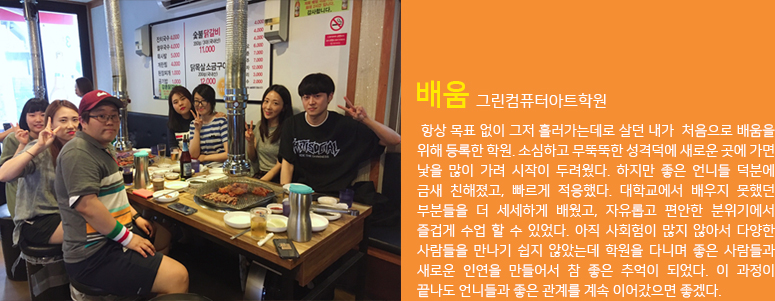 숯불닭갈비
11,000
닭목살 소금구이
12,000
배움 그린컴퓨터아트학원
항상 목표 없이 그저 흘러가는데로 살던 내가 처음으로 배움을
위해 등록한 학원. 소심하고 무뚝뚝한 성격덕에 새로운 곳에 가면
낯을 많이 가려 시작이 두려웠다. 하지만 좋은 언니들 덕분에
금새 친해졌고, 빠르게 적응했다. 대학교에서 배우지 못했던
부분들을 더 세세하게 배웠고, 자유롭고 편안한 분위기에서
즐겁게 수업 할 수 있었다. 아직 사회험이 많지 않아서 다양한
사람들을 만나기 쉽지 않았는데 학원을 다니며 좋은 사람들과
새로운 인연을 만들어서 참 좋은 추억이 되었다. 이 과정이
끝나도 언니들과 좋은 관계를 계속 이어갔으면 좋겠다.